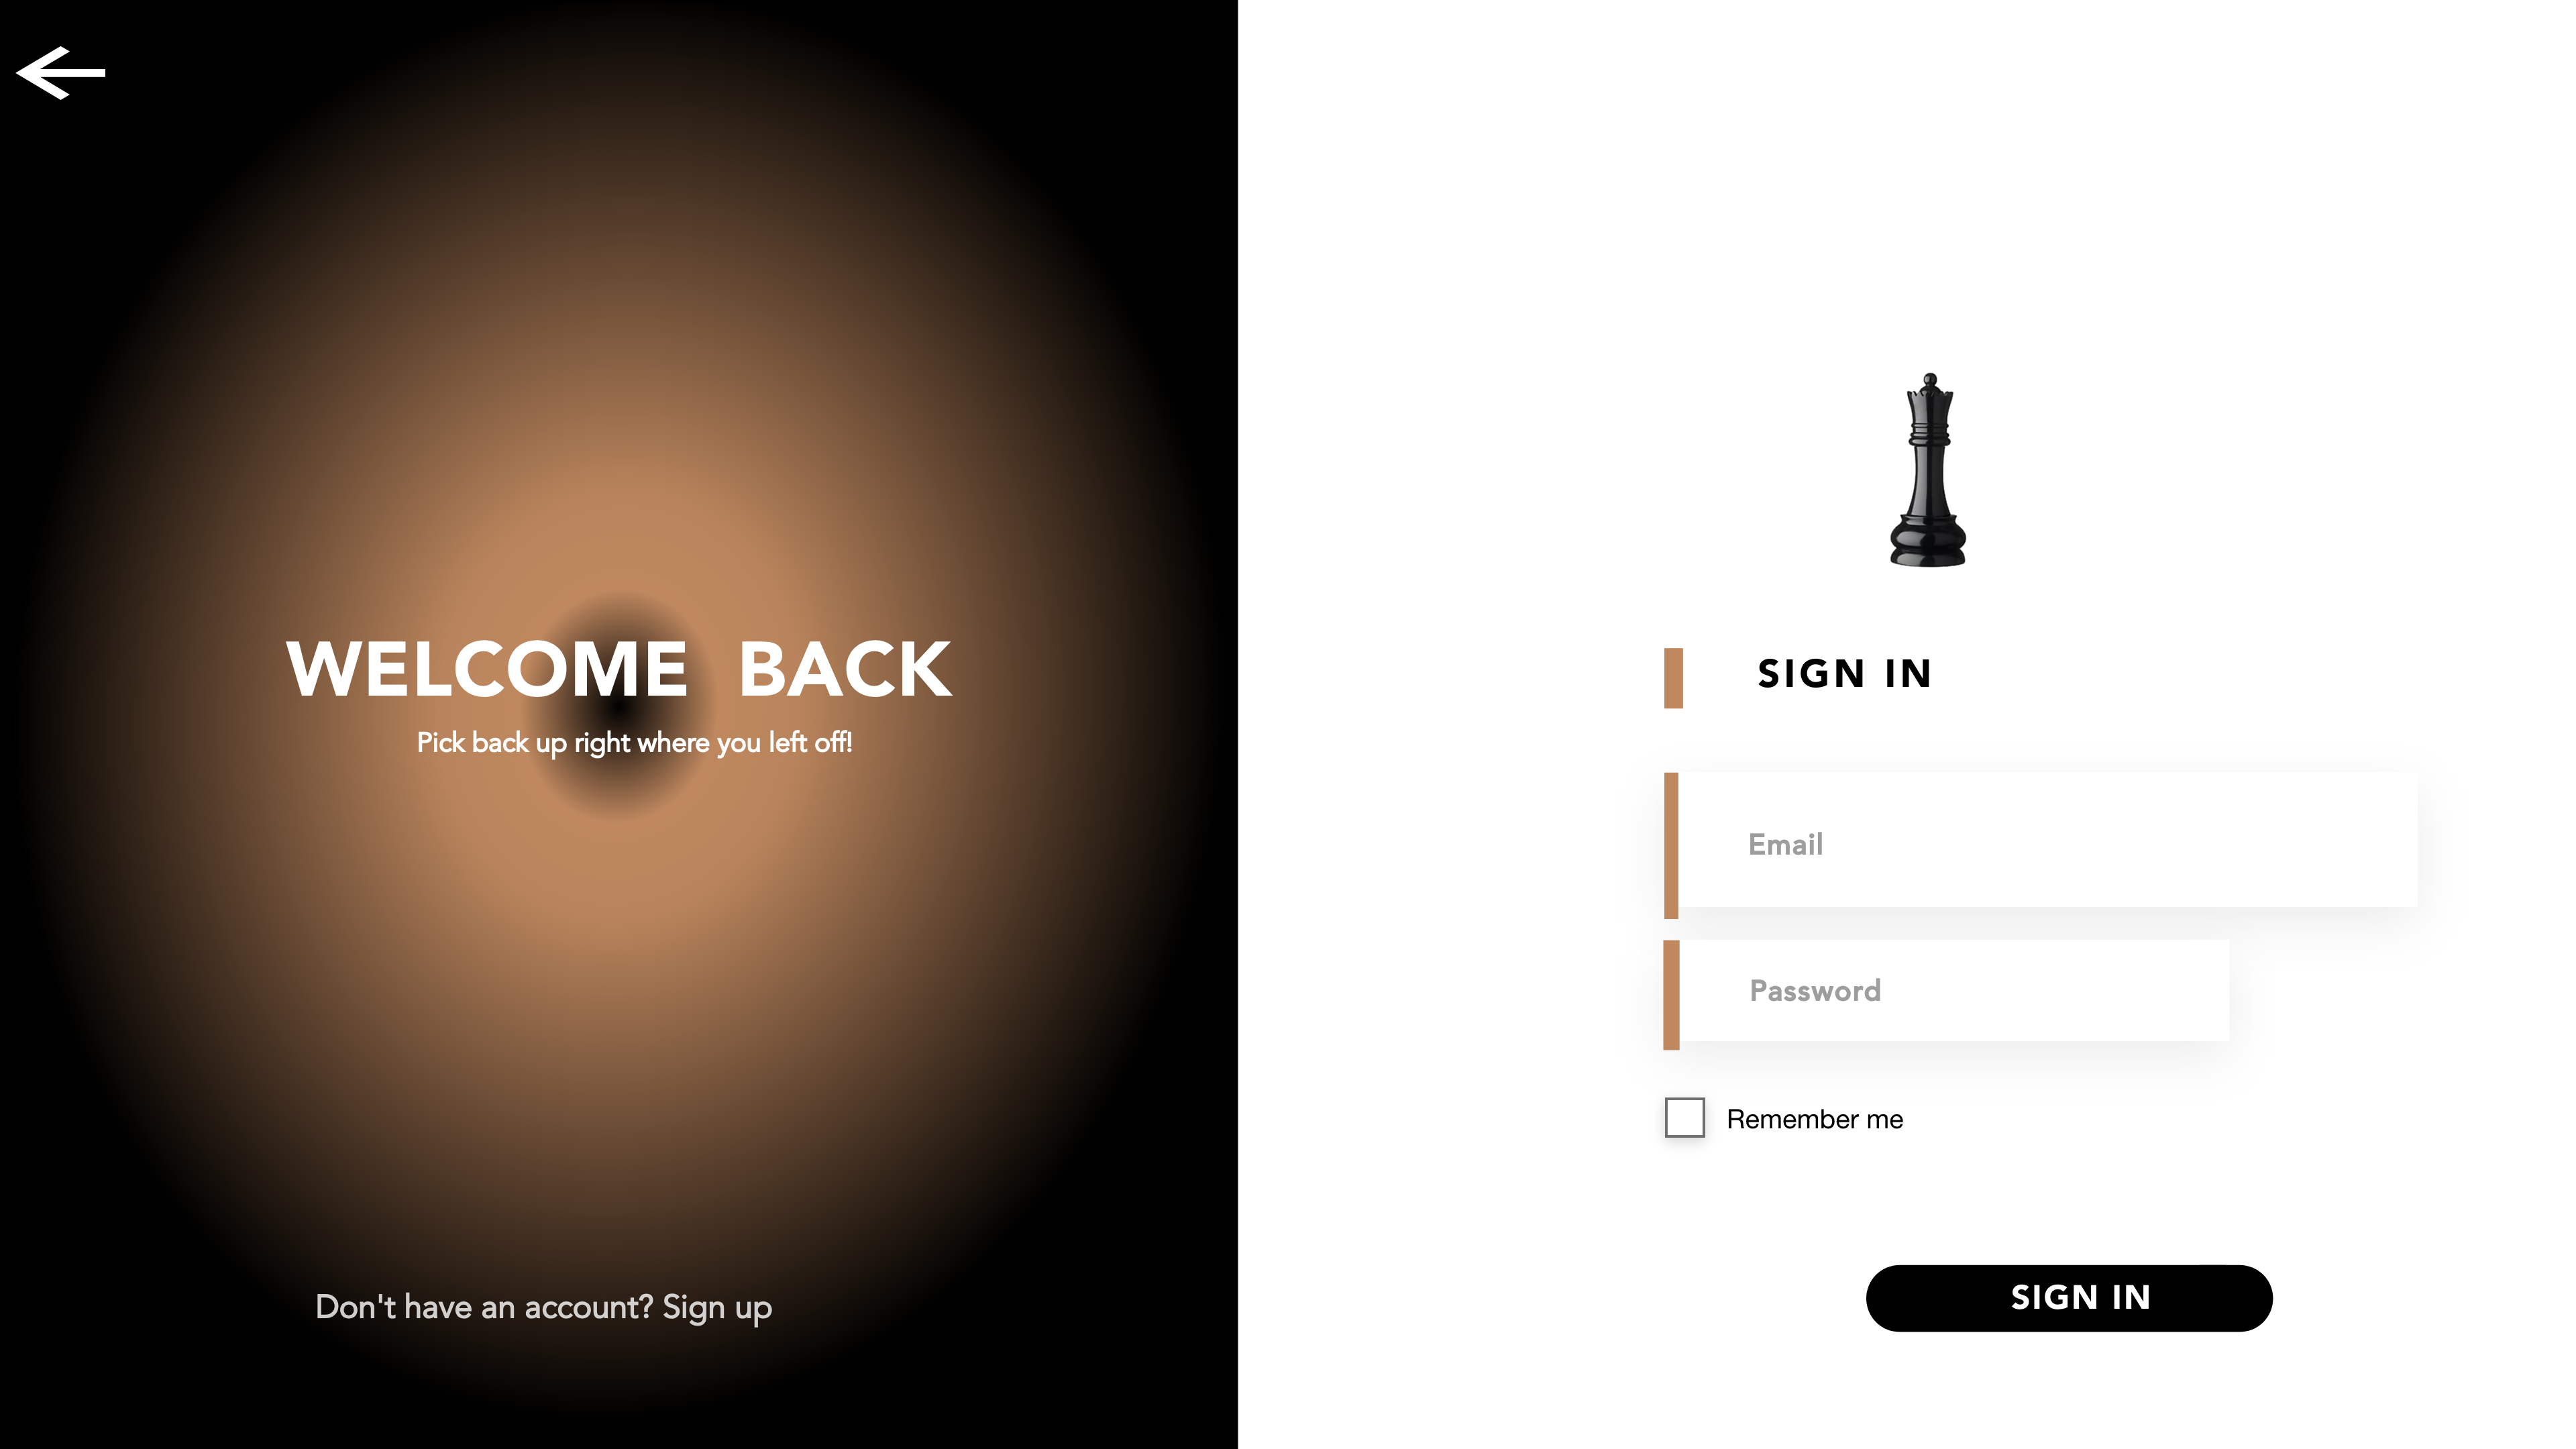 WELCOME BACK
Pick back up right where you left off!
Don't have an account? Sign up
SIGN IN
Email
Password
Remember me
SIGN IN